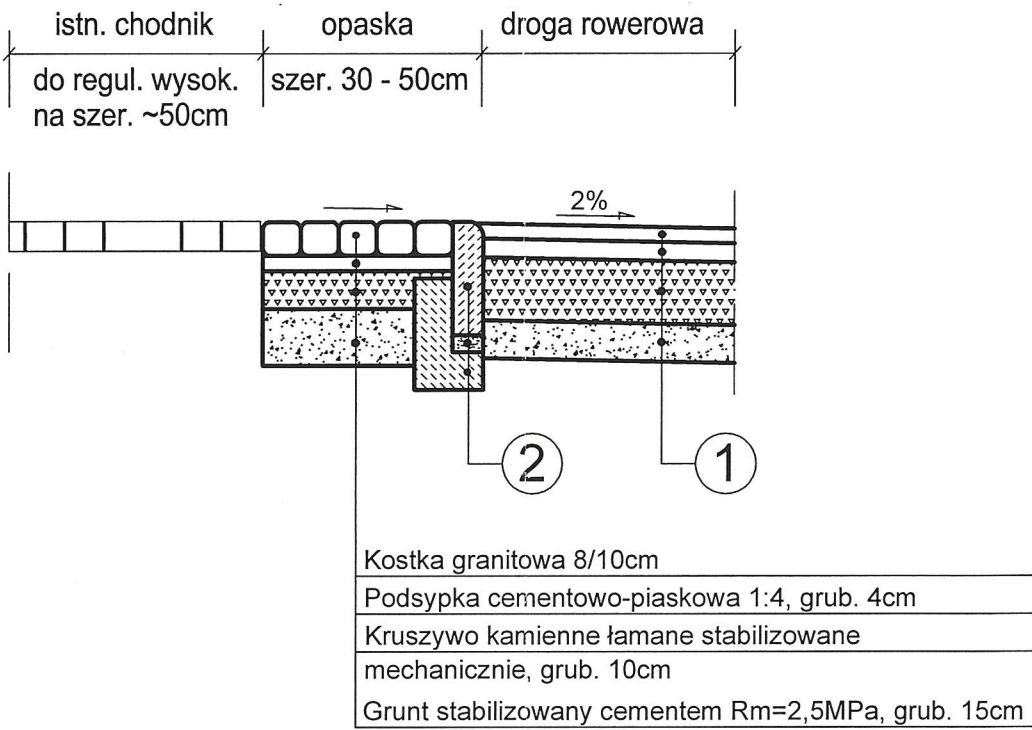 istn. chodnik
opaska
droga rowerowa
do regul. wysok.
na szer. ~50cm
szer. 30 - 50cm
2%
2
1
Kostka granitowa 8/10cm
Podsypka cementowo-piaskowa 1:4, grub. 4cm
Kruszywo kamienne łamane stabilizowane
mechanicznie, grub. 10cm
Grunt stabilizowany cementem Rm=2,5MPa, grub. 15cm